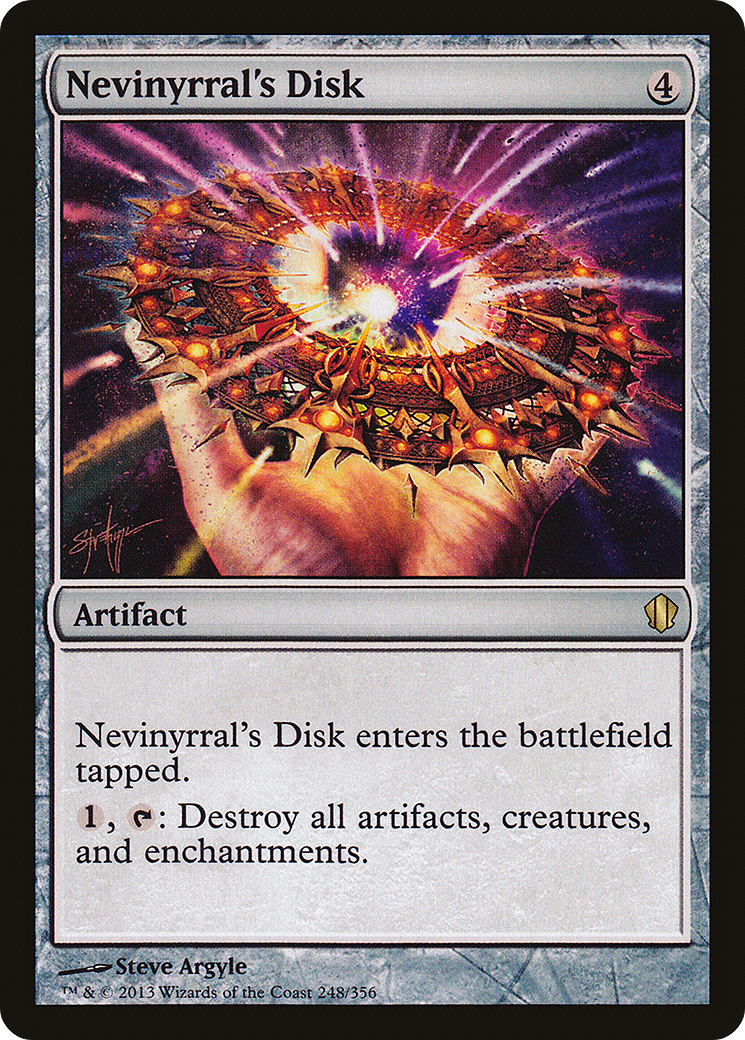 Nevinyrral's Disk 4
Artifact
Nevinyrral's Disk enters the battlefield
tapped.
1, : Destroy all artifacts, creatures,
and enchantments.
Steve Argyle
™ & © 2013 Wizards of the Coast 248/356